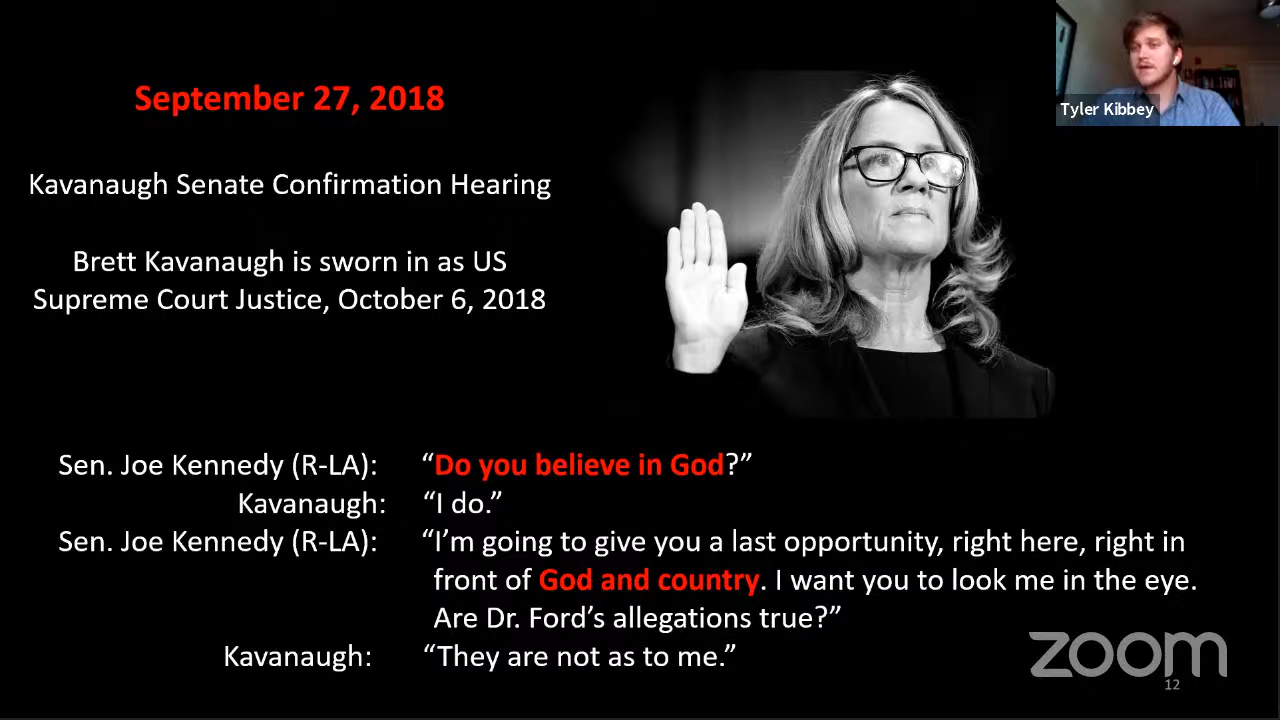 September 27, 2018
Kavanaugh Senate Confirmation Hearing
Brett Kavanaugh is sworn in as US
Supreme Court Justice, October 6, 2018
Tyler Kibbey
Sen. Joe Kennedy (R-LA): “Do you believe in God?”
Kavanaugh: “I do.”
Sen. Joe Kennedy (R-LA): “I’m going to give you a last opportunity, right here, right in
front of God and country. I want you to look me in the eye.
Are Dr. Ford’s allegations true?”
Kavanaugh: “They are not as to me.”
zoom
12